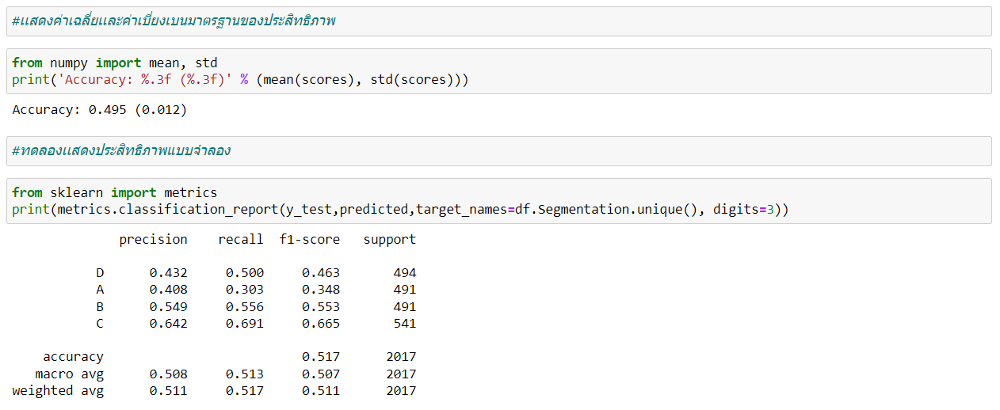 #แสดงค่าเฉลี่ยและค่าเบี่ยงเบนมาตรฐานของประสิทธิภาพ
from numpy import mean, std
print('Accuracy: %.3f (%.3f)' % (mean(scores), std(scores)))
Accuracy: 0.495 (0.012)
#ทดลองแสดงประสิทธิภาพแบบจำลอง
from sklearn import metrics
print(metrics.classification_report(y_test,predicted,target_names=df.Segmentation.unique(), digits=3))
precision recall f1-score support
D 0.432 0.500 0.463 494
A 0.408 0.303 0.348 491
B 0.549 0.556 0.553 491
C 0.642 0.691 0.665 541
accuracy 0.517 2017
macro avg 0.508 0.513 0.507 2017
weighted avg 0.511 0.517 0.511 2017